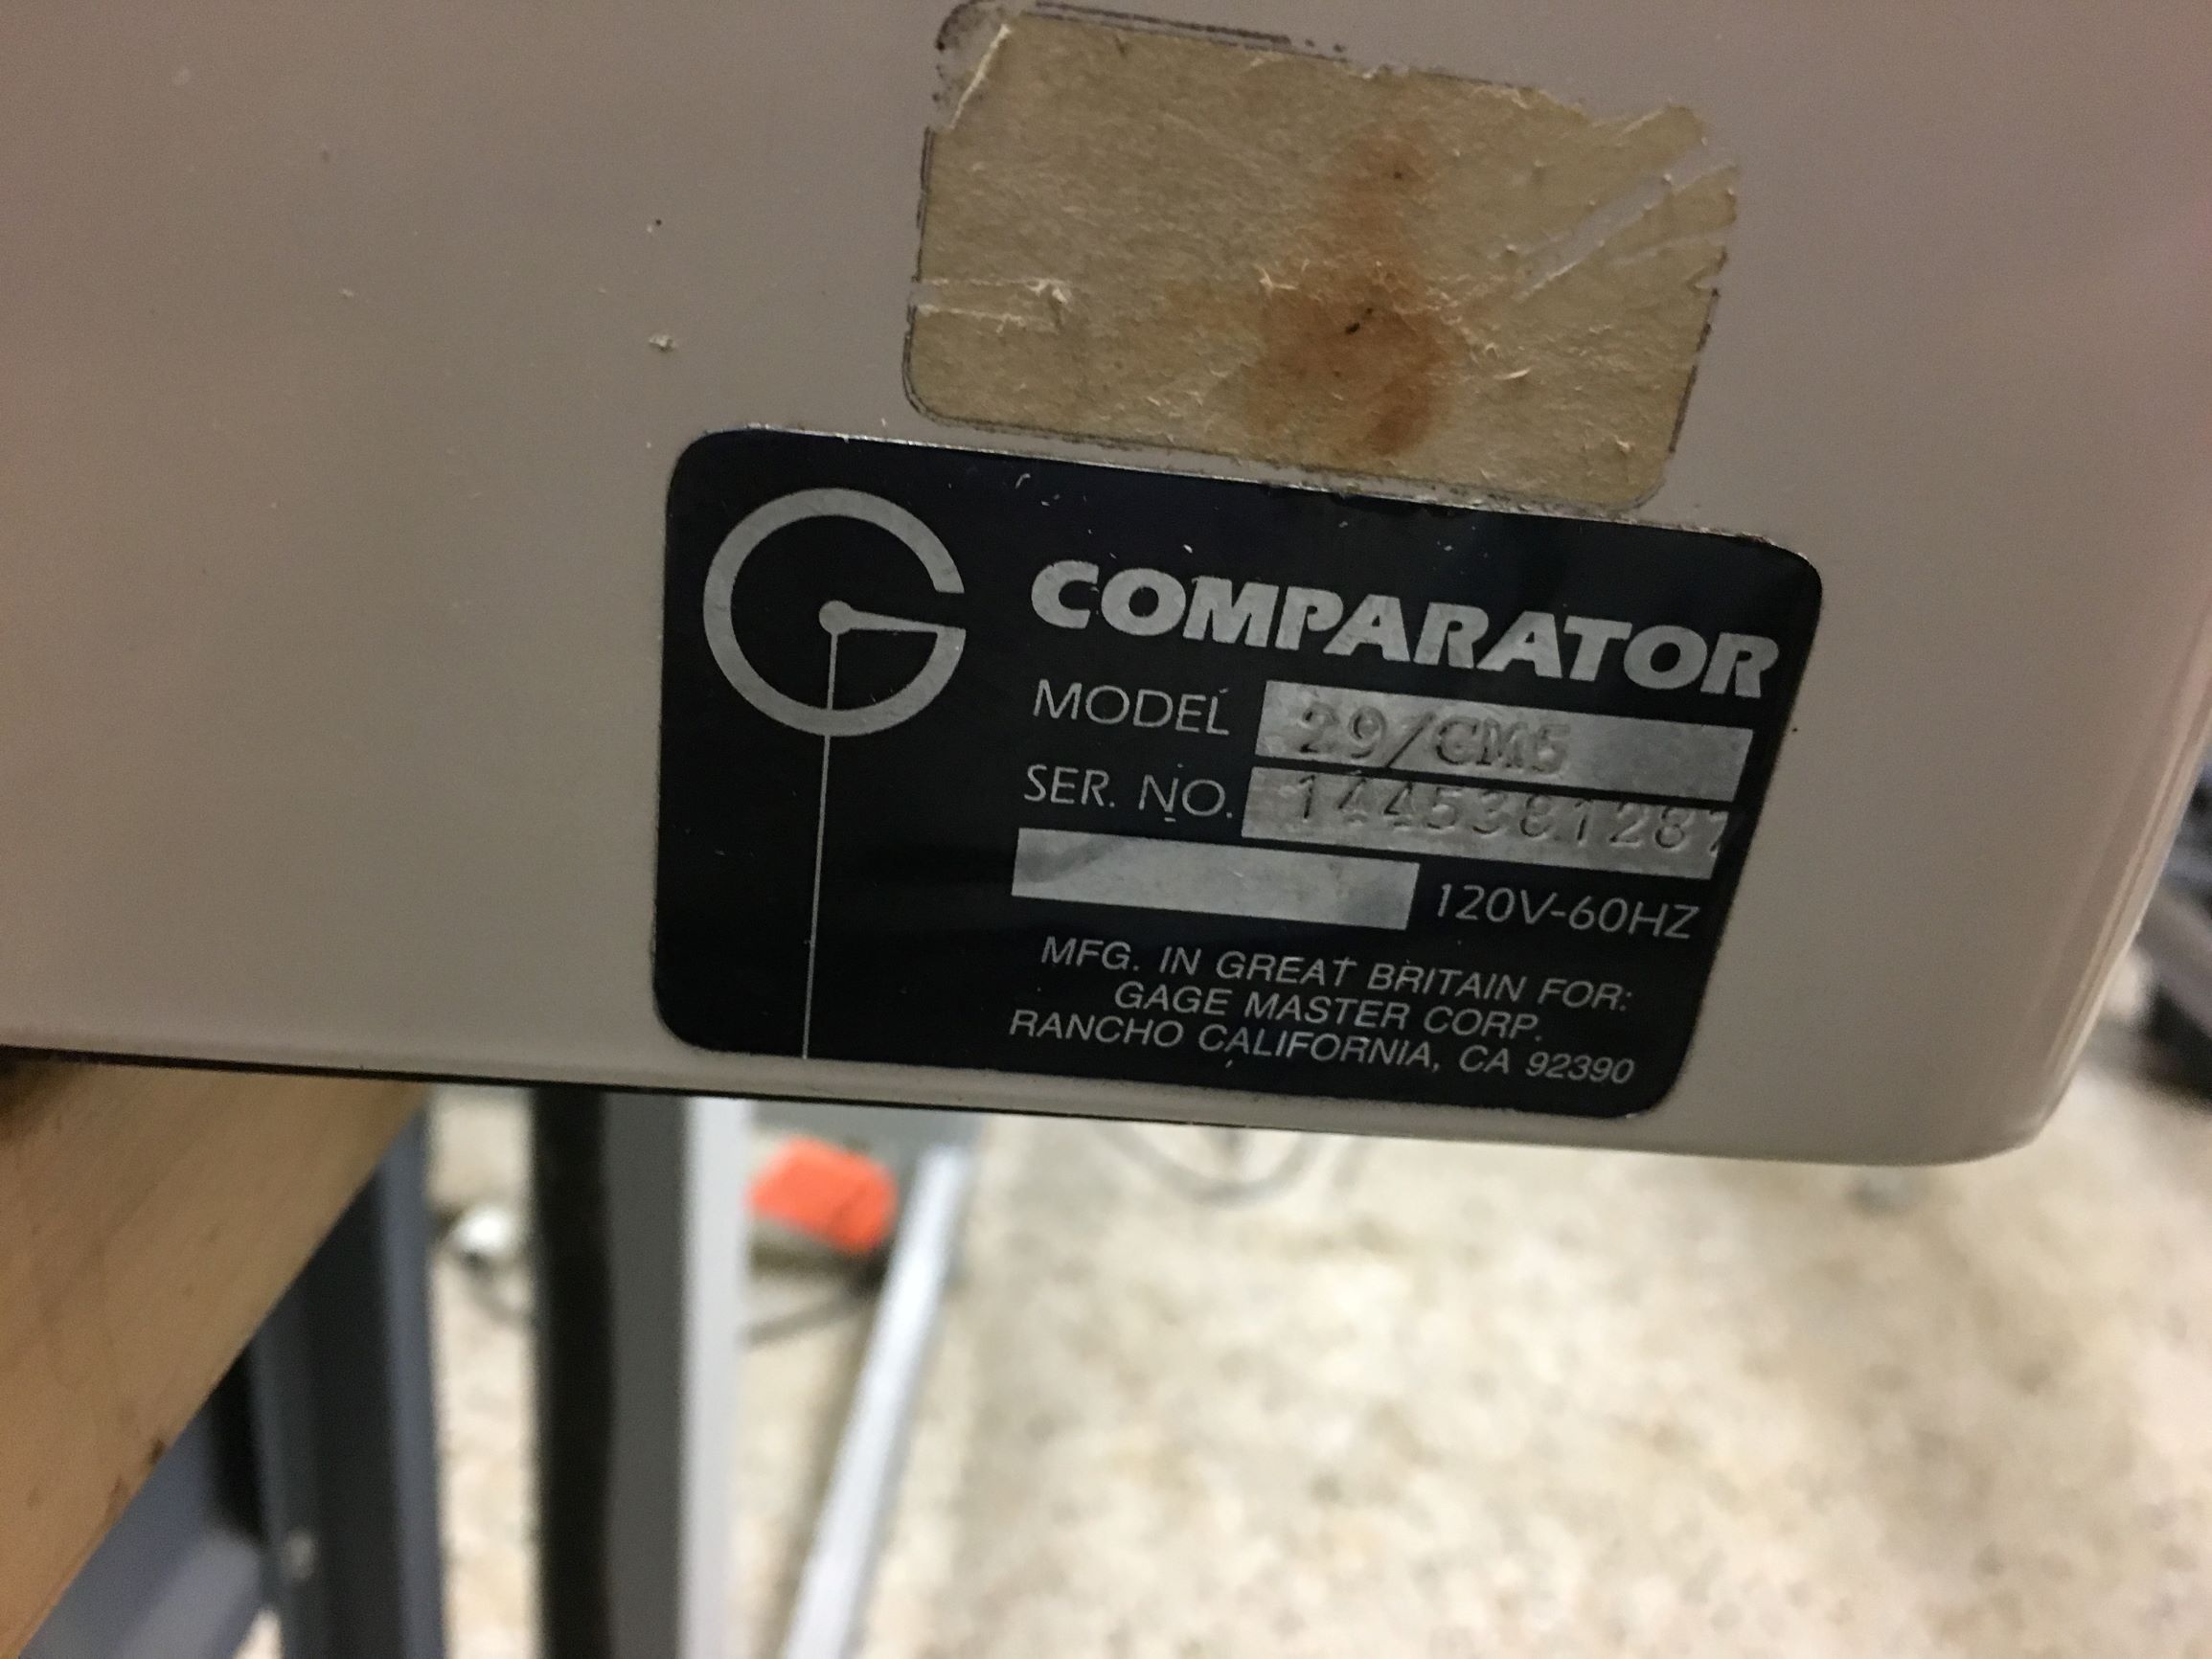 COMPARATOR
MODEL 29/CM5
SER. NO. 1445381287
120V-60HZ
MFG. IN GREAT BRITAIN FOR:
GAGE MASTER CORP.
RANCHO CALIFORNIA, CA 92390